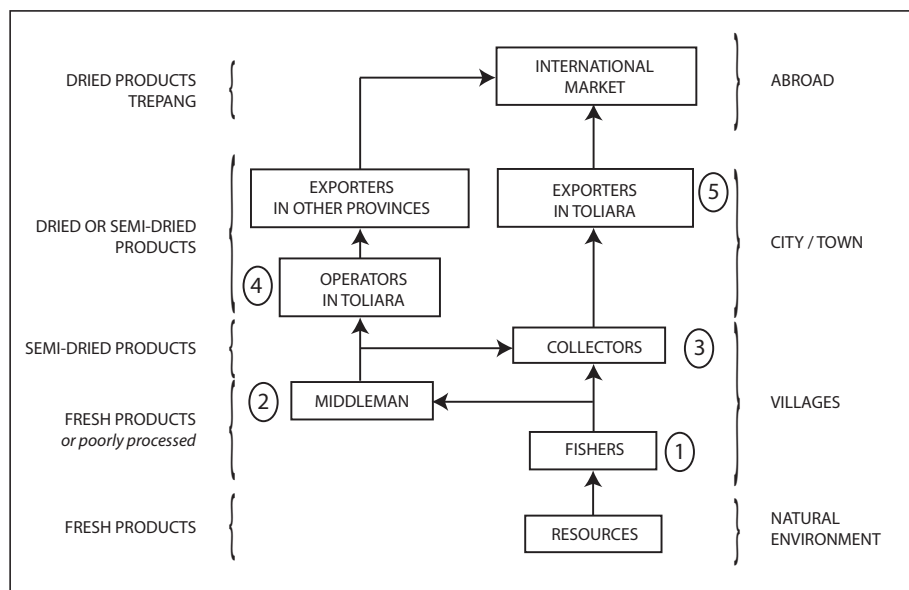 DRIED PRODUCTS
TREPANG
INTERNATIONAL
MARKET
ABROAD
EXPORTERS
IN OTHER PROVINCES
EXPORTERS
IN TOLIARA
5
DRIED OR SEMI-DRIED
PRODUCTS
CITY / TOWN
4
OPERATORS
IN TOLIARA
SEMI-DRIED PRODUCTS
COLLECTORS
3
2
MIDDLEMAN
VILLAGES
FRESH PRODUCTS
or poorly processed
FISHERS
1
FRESH PRODUCTS
RESOURCES
NATURAL
ENVIRONMENT